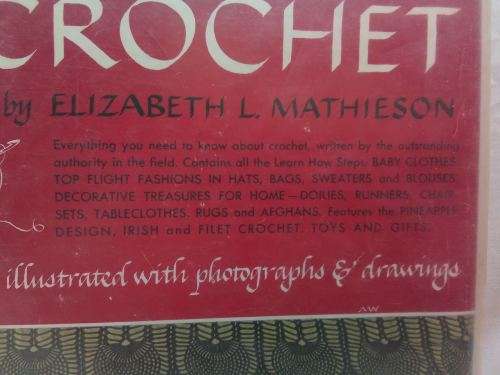 CROCHET
by ELIZABETH L. MATHIESON
Everything you need to know about crochet, written by the outstanding
authority in the field. Contains all the Learn How Steps. BABY CLOTHES.
TOP FLIGHT FASHIONS IN HATS, BAGS, SWEATERS and BLOUSES.
DECORATIVE TREASURES FOR HOME—DOILIES, RUNNERS, CHAIR
SETS, TABLECLOTHES, RUGS and AFGHANS. Features the PINEAPPLE
DESIGN, IRISH and FILET CROCHET. TOYS AND GIFTS.
illustrated with photographs & drawings
AW